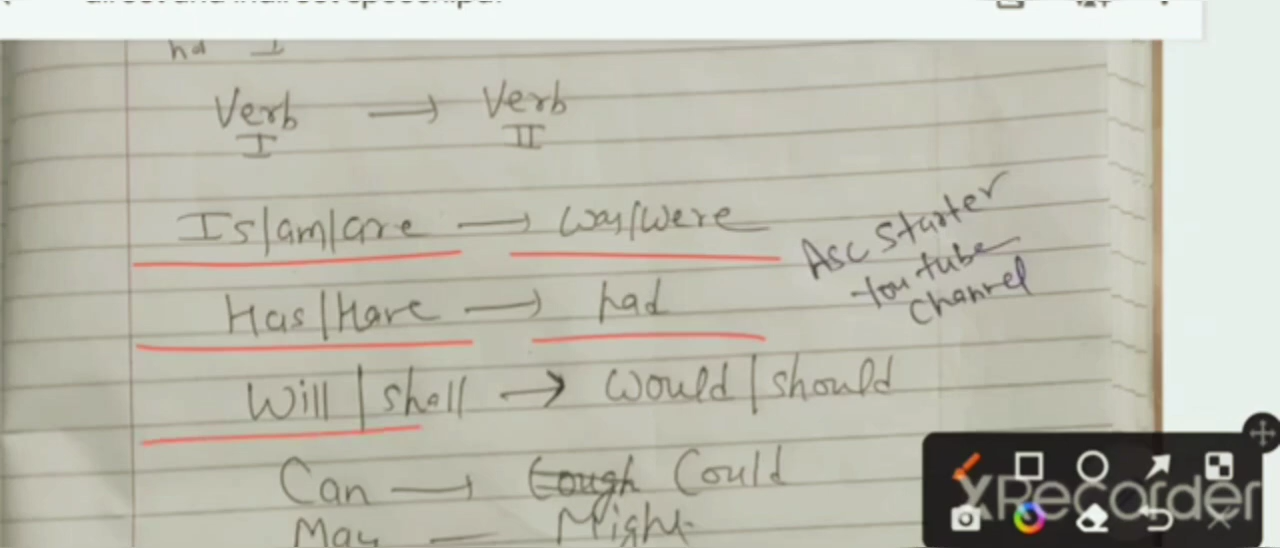 Verb → Verb
I II
Is/am/are → was/were
Has/Have → had
Will/shall → Would/should
Can → Could
May — Might
Asc Starter
Youtube
Channel
XRecorder